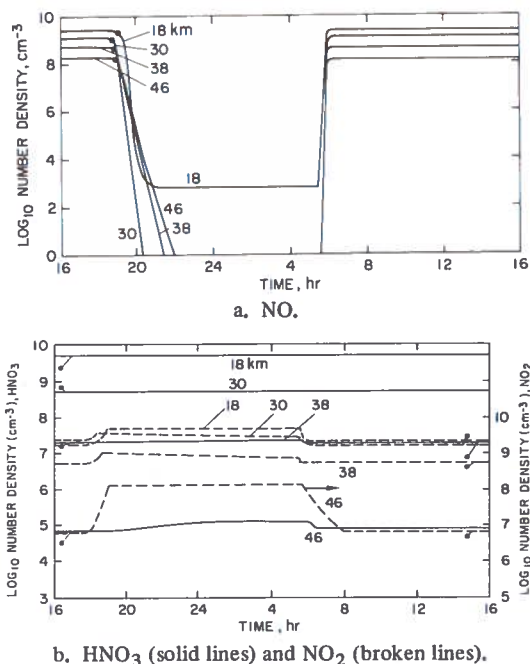 10
8
6
4
2
0
LOG10 NUMBER DENSITY, cm-3
18 km
30
38
46
18
46
38
30
16 20 24 4 8 12 16
TIME, hr
a. NO.
10
9
8
7
6
5
4
3
LOG10 NUMBER DENSITY (cm-3), HNO3
18 km
30
18 30 38
38
46
46
10
9
8
7
6
5
LOG10 NUMBER DENSITY (cm-3), NO2
16 20 24 4 8 12 16
TIME, hr
b. HNO3 (solid lines) and NO2 (broken lines).